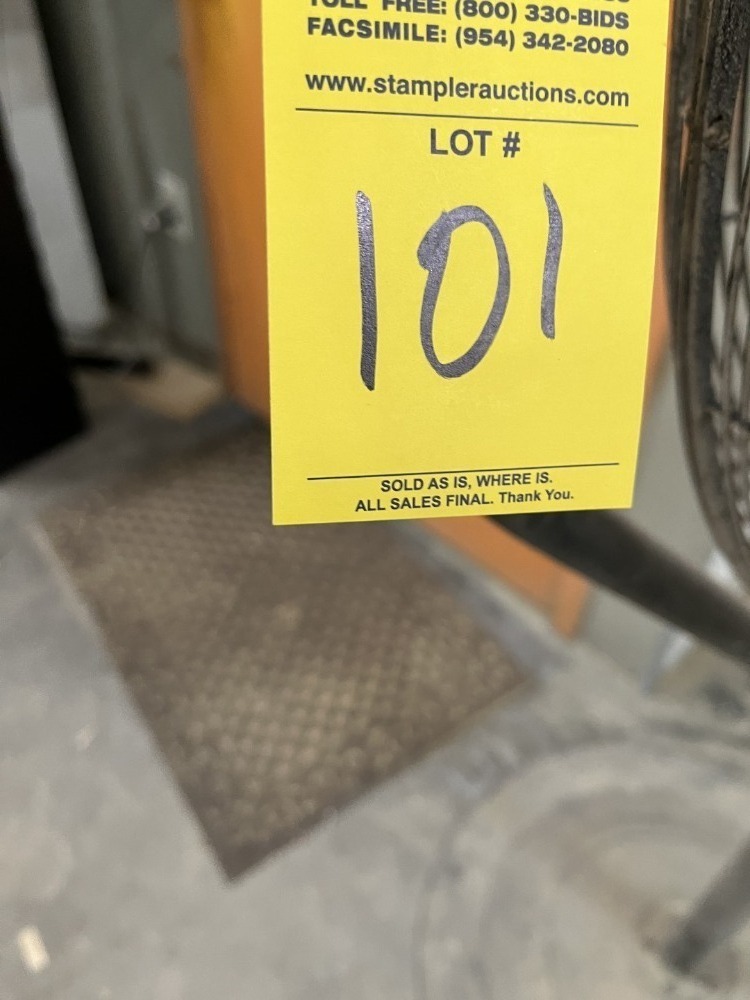 TOLL FREE: (800) 330-BIDS
FACSIMILE: (954) 342-2080
www.stamplerauctions.com
LOT #
101
SOLD AS IS, WHERE IS.
ALL SALES FINAL. Thank You.